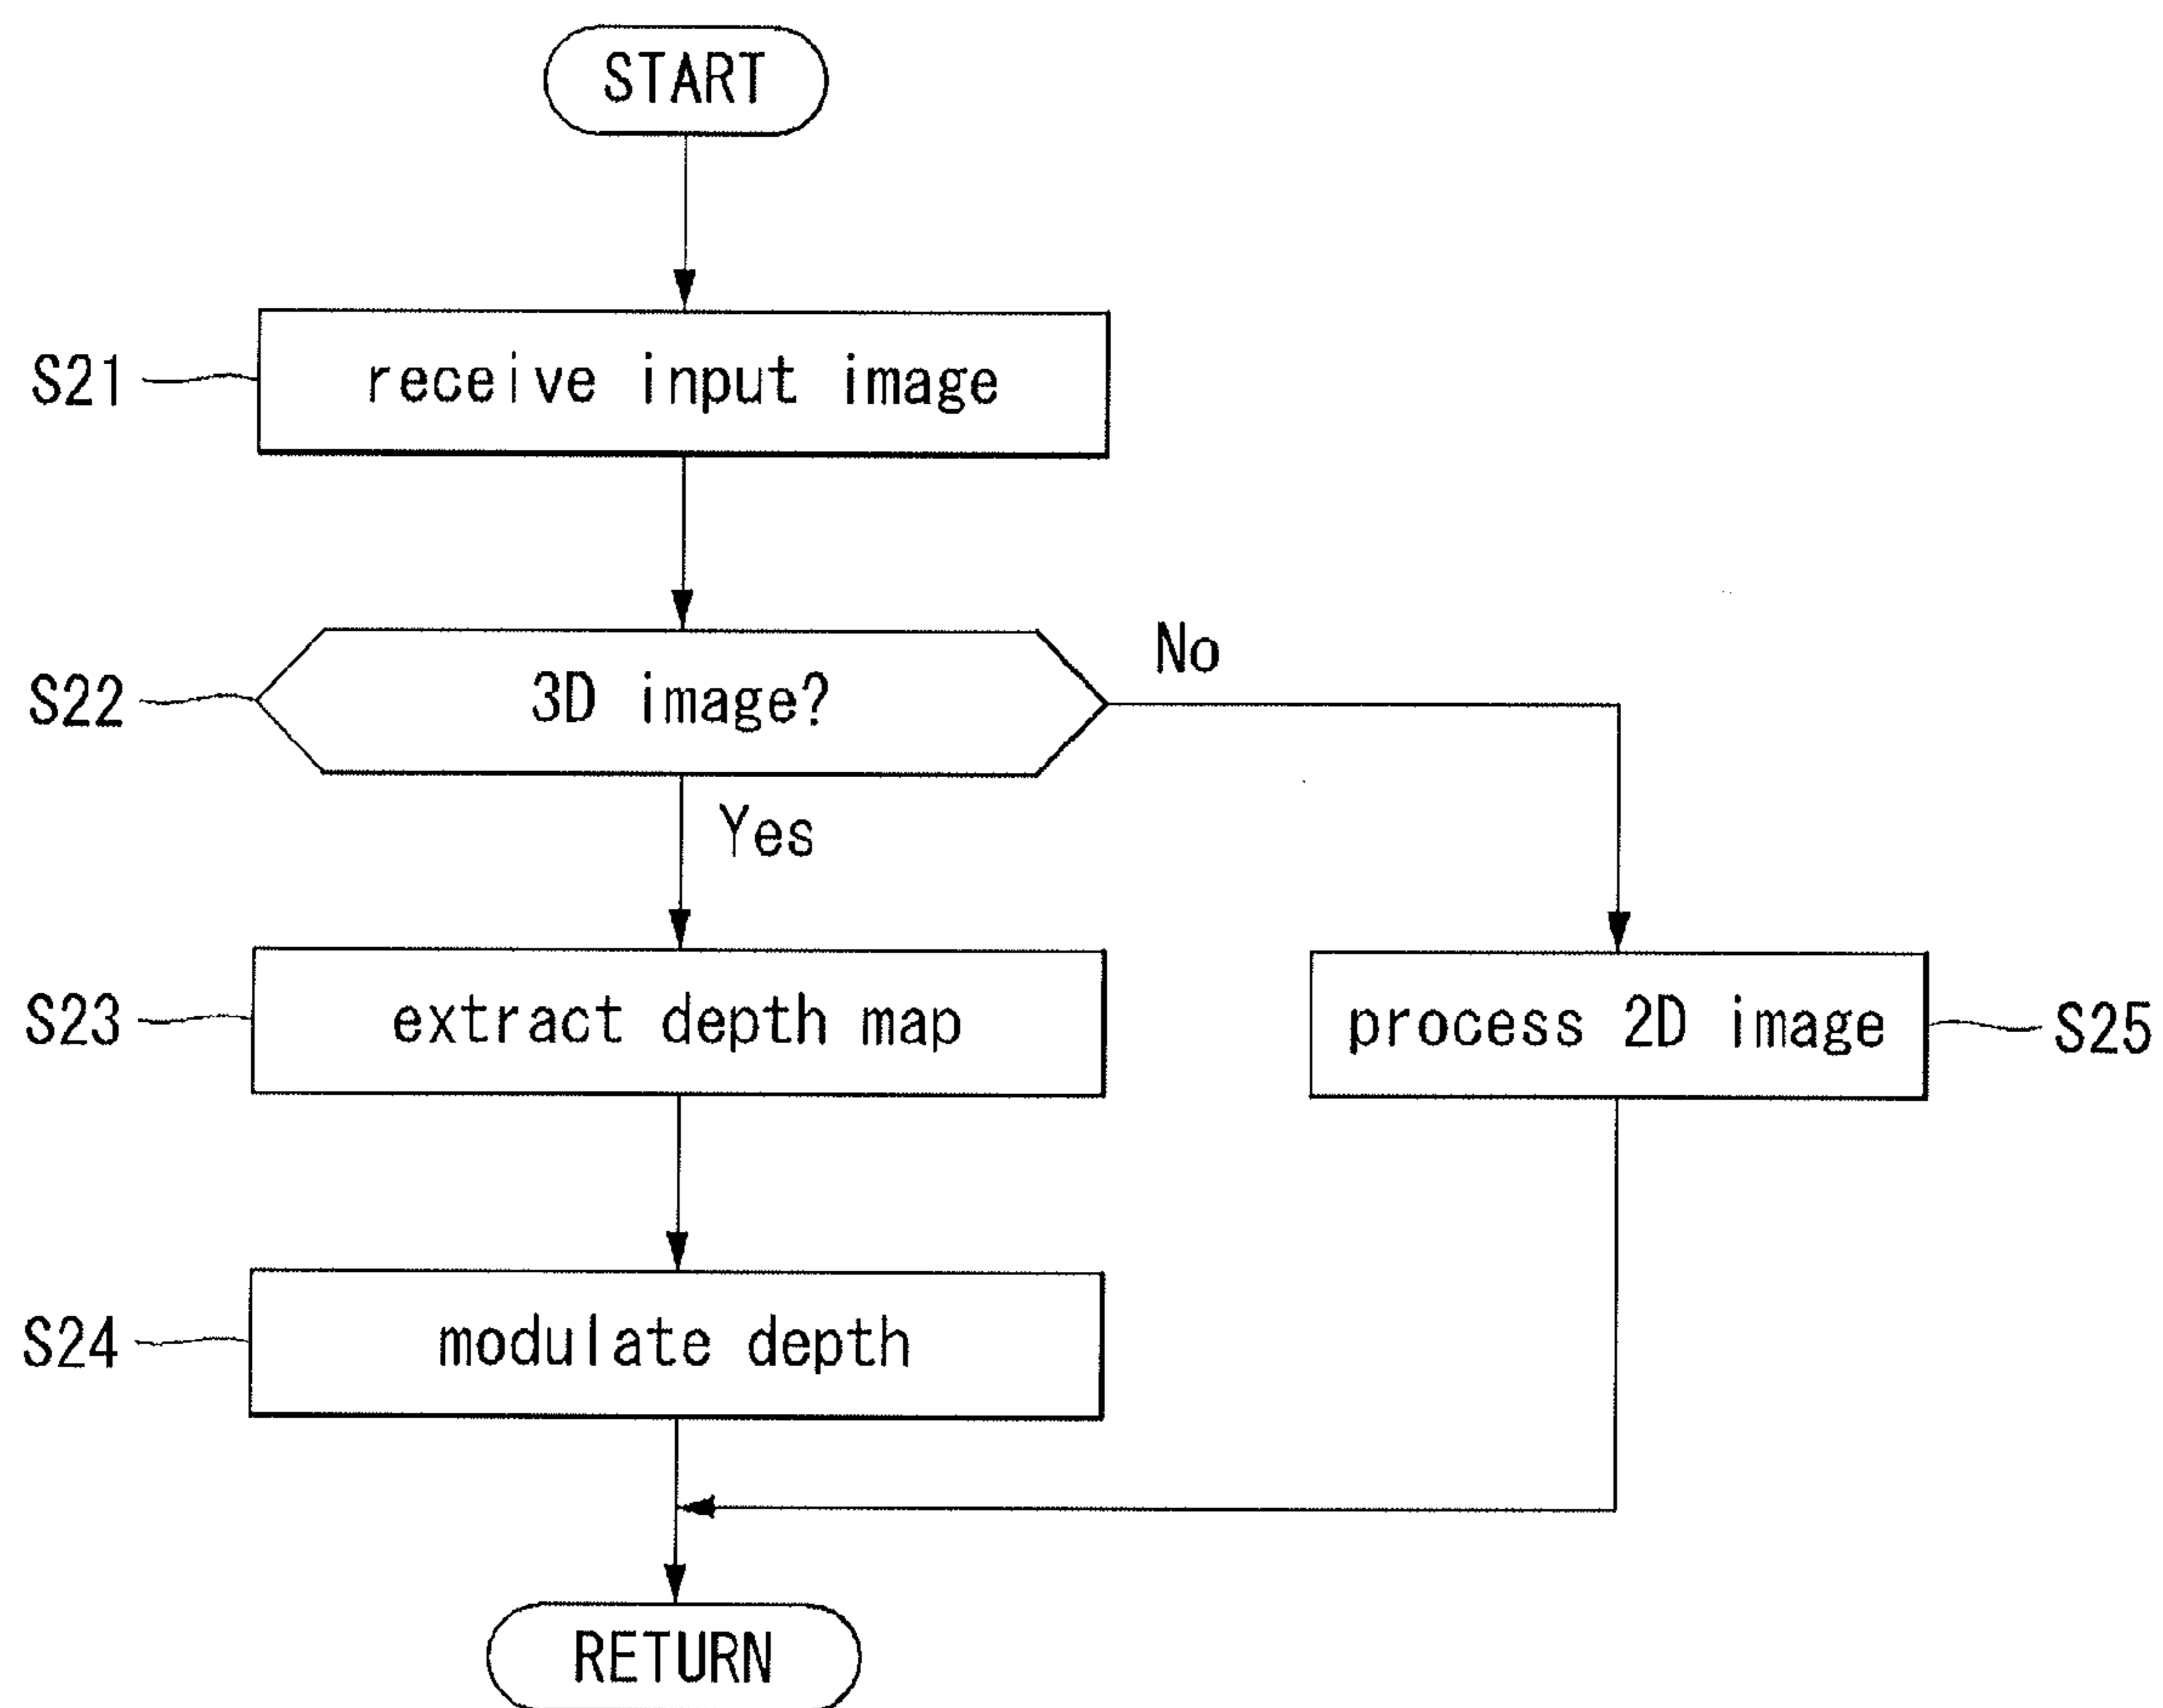 START
S21
receive input image
S22
3D image?
No
Yes
S23
extract depth map
process 2D image
S25
S24
modulate depth
RETURN